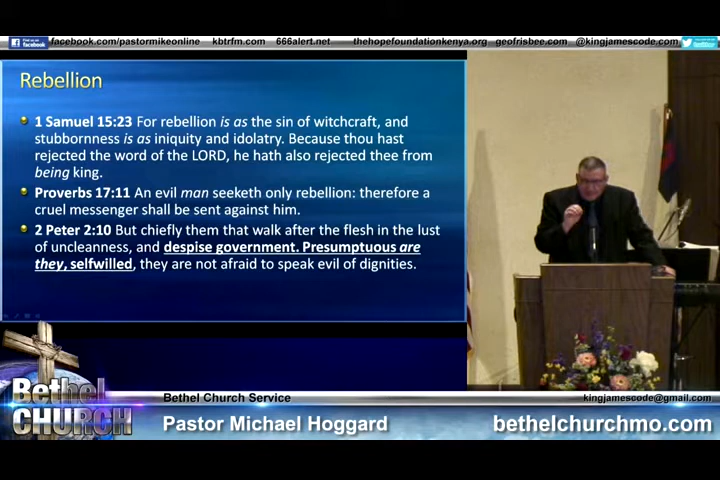 Find us on facebook facebook.com/pastormikeonline kbtrfm.com 666alert.net thehopefoundationkenya.org geofrisbee.com @kingjamescode.com twitter
Rebellion
1 Samuel 15:23 For rebellion is as the sin of witchcraft, and
stubbornness is as iniquity and idolatry. Because thou hast
rejected the word of the LORD, he hath also rejected thee from
being king.
Proverbs 17:11 An evil man seeketh only rebellion: therefore a
cruel messenger shall be sent against him.
2 Peter 2:10 But chiefly them that walk after the flesh in the lust
of uncleanness, and despise government. Presumptuous are
they, selfwilled, they are not afraid to speak evil of dignities.
Bethel
CHURCH
Bethel Church Service
kingjamescode@gmail.com
Pastor Michael Hoggard
bethelchurchmo.com